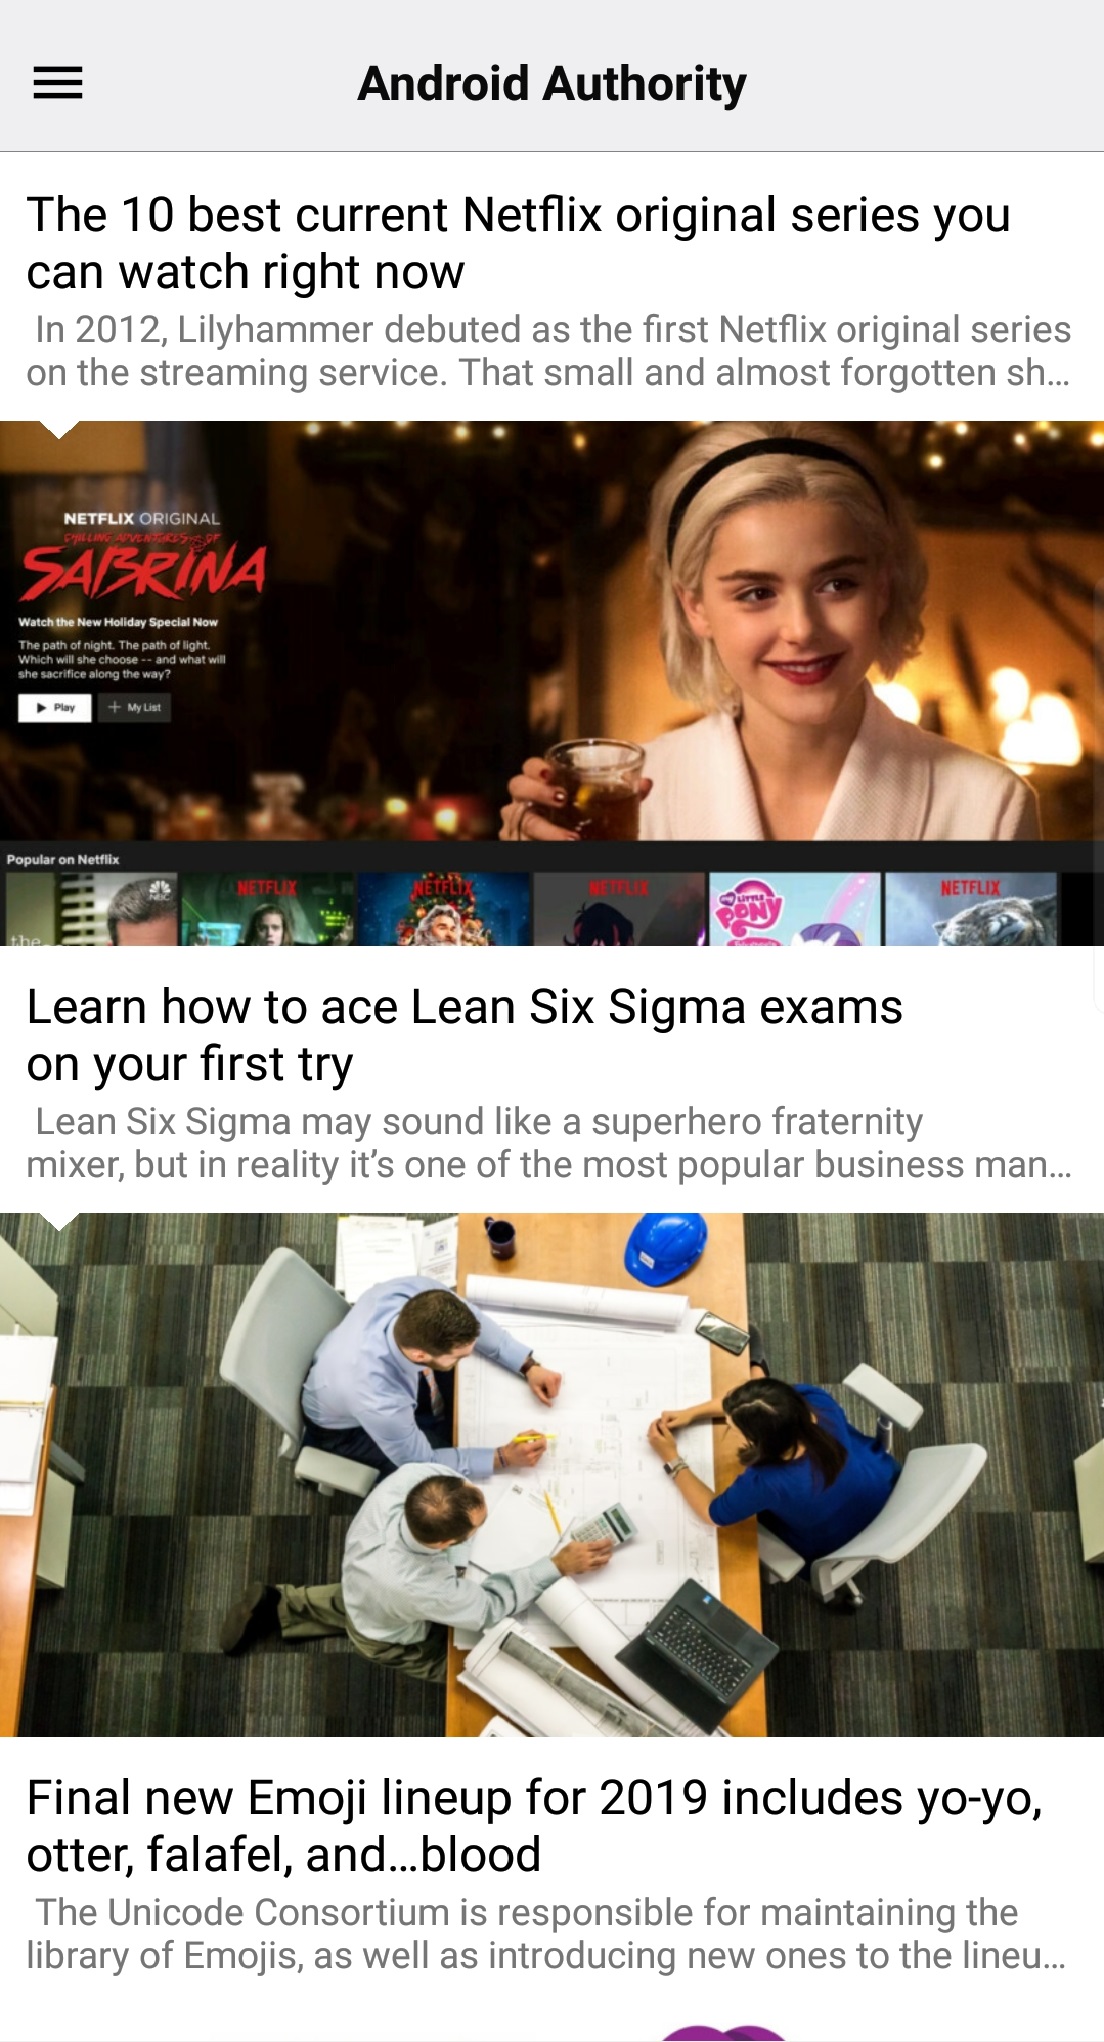 Android Authority
The 10 best current Netflix original series you
can watch right now
In 2012, Lilyhammer debuted as the first Netflix original series
on the streaming service. That small and almost forgotten sh...
NETFLIX ORIGINAL
CHILLING ADVENTURES OF
SABRINA
Watch the New Holiday Special Now
The path of night. The path of light.
Which will she choose -- and what will
she sacrifice along the way?
Play
My List
Popular on Netflix
NBC
the
NETFLIX
NETFLIX
NETFLIX
MY LITTLE
PONY
NETFLIX
Learn how to ace Lean Six Sigma exams
on your first try
Lean Six Sigma may sound like a superhero fraternity
mixer, but in reality it’s one of the most popular business man...
Final new Emoji lineup for 2019 includes yo-yo,
otter, falafel, and...blood
The Unicode Consortium is responsible for maintaining the
library of Emojis, as well as introducing new ones to the lineu...